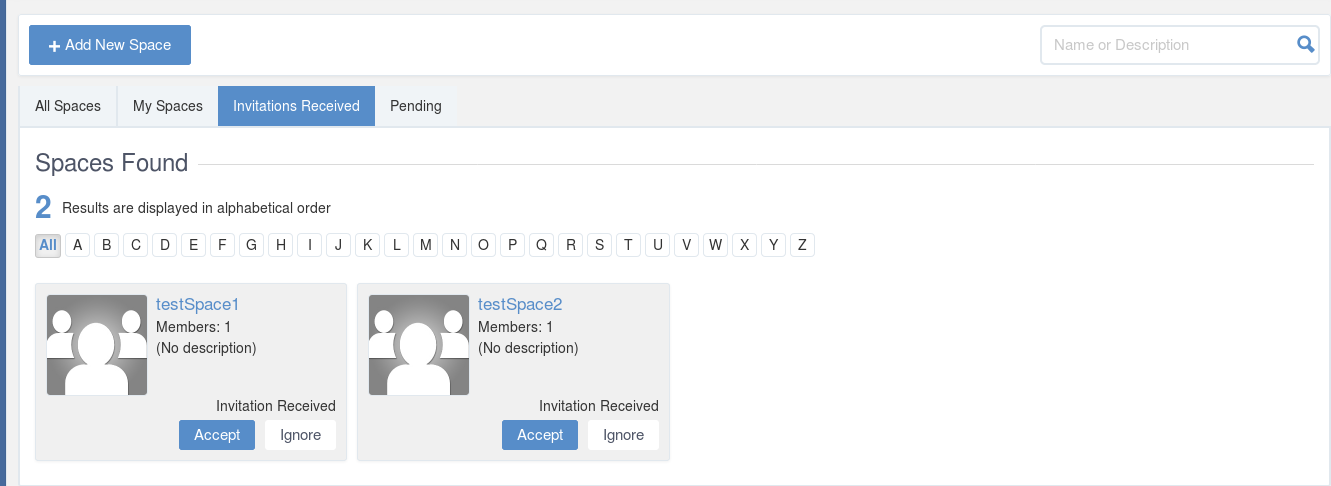 Add New Space
Name or Description
All Spaces My Spaces Invitations Received Pending
Spaces Found
2 Results are displayed in alphabetical order
All A B C D E F G H I J K L M N O P Q R S T U V W X Y Z
testSpace1
Members: 1
(No description)
Invitation Received
Accept Ignore
testSpace2
Members: 1
(No description)
Invitation Received
Accept Ignore